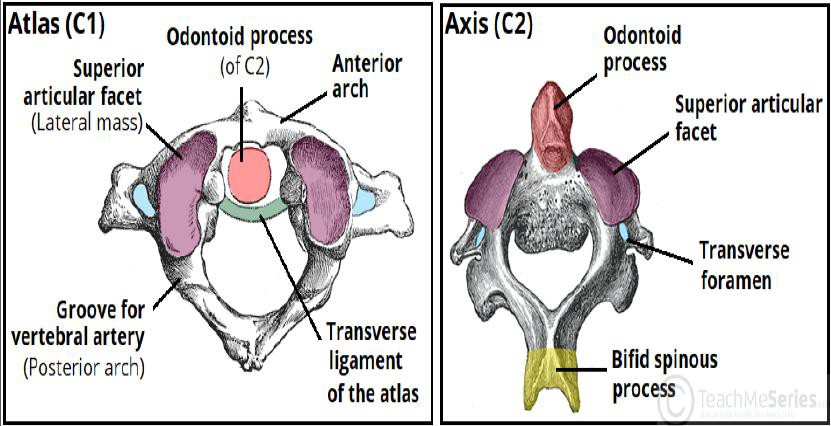 Atlas (C1)
Odontoid process
(of C2)
Superior
articular facet
(Lateral mass)
Anterior
arch
Groove for
vertebral artery
(Posterior arch)
Transverse
ligament
of the atlas
Axis (C2)
Odontoid
process
Superior articular
facet
Transverse
foramen
Bifid spinous
process
© TeachMeSeries